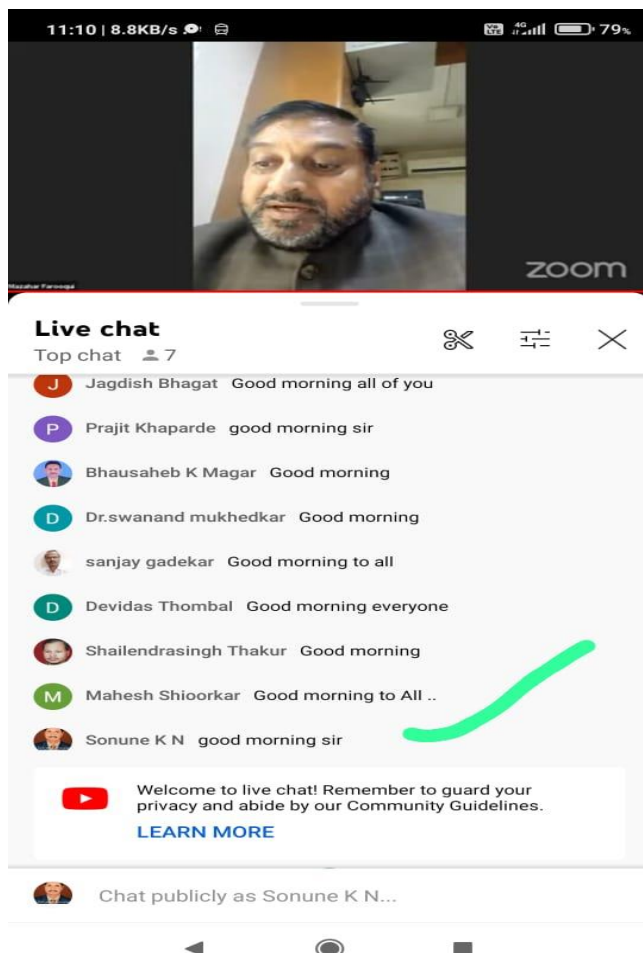 11:10 | 8.8KB/s
Vo LTE 4G 79%
zoom
Mazahar Farooqui
Live chat
Top chat 7
J Jagdish Bhagat Good morning all of you
P Prajit Khaparde good morning sir
Bhausaheb K Magar Good morning
D Dr.swanand mukhedkar Good morning
sanjay gadekar Good morning to all
D Devidas Thombal Good morning everyone
Shailendrasingh Thakur Good morning
M Mahesh Shioorkar Good morning to All ..
Sonune K N good morning sir
Welcome to live chat! Remember to guard your
privacy and abide by our Community Guidelines.
LEARN MORE
Chat publicly as Sonune K N...